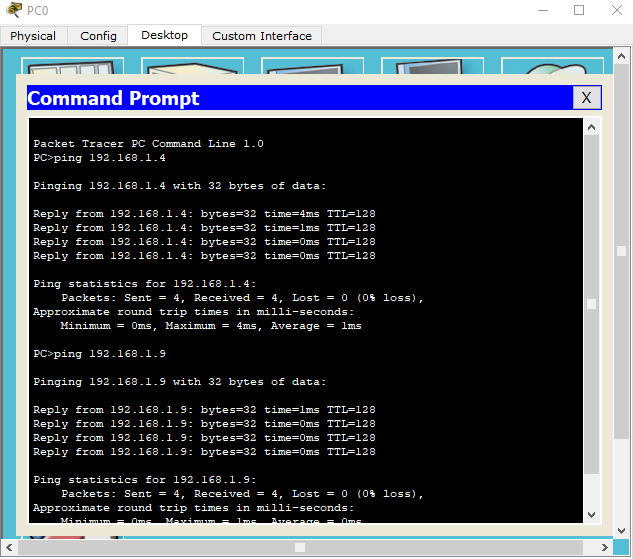 PC0
Physical Config Desktop Custom Interface
Command Prompt X
Packet Tracer PC Command Line 1.0
PC>ping 192.168.1.4
Pinging 192.168.1.4 with 32 bytes of data:
Reply from 192.168.1.4: bytes=32 time=4ms TTL=128
Reply from 192.168.1.4: bytes=32 time=1ms TTL=128
Reply from 192.168.1.4: bytes=32 time=0ms TTL=128
Reply from 192.168.1.4: bytes=32 time=0ms TTL=128
Ping statistics for 192.168.1.4:
    Packets: Sent = 4, Received = 4, Lost = 0 (0% loss),
Approximate round trip times in milli-seconds:
    Minimum = 0ms, Maximum = 4ms, Average = 1ms
PC>ping 192.168.1.9
Pinging 192.168.1.9 with 32 bytes of data:
Reply from 192.168.1.9: bytes=32 time=1ms TTL=128
Reply from 192.168.1.9: bytes=32 time=0ms TTL=128
Reply from 192.168.1.9: bytes=32 time=0ms TTL=128
Reply from 192.168.1.9: bytes=32 time=0ms TTL=128
Ping statistics for 192.168.1.9:
    Packets: Sent = 4, Received = 4, Lost = 0 (0% loss),
Approximate round trip times in milli-seconds:
    Minimum = 0ms, Maximum = 1ms, Average = 0ms